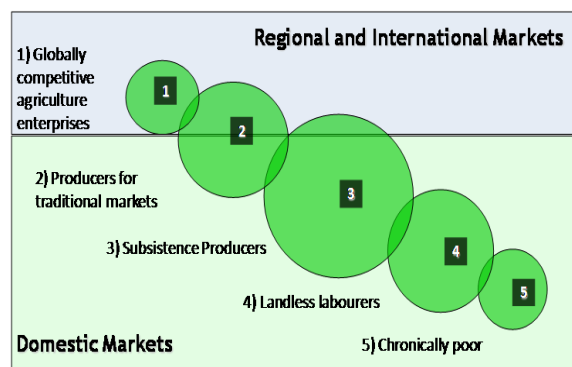 Regional and International Markets
1) Globally
competitive
agriculture
enterprises
1
2
2) Producers for
traditional markets
3
3) Subsistence Producers
4
4) Landless labourers
5
Domestic Markets
5) Chronically poor